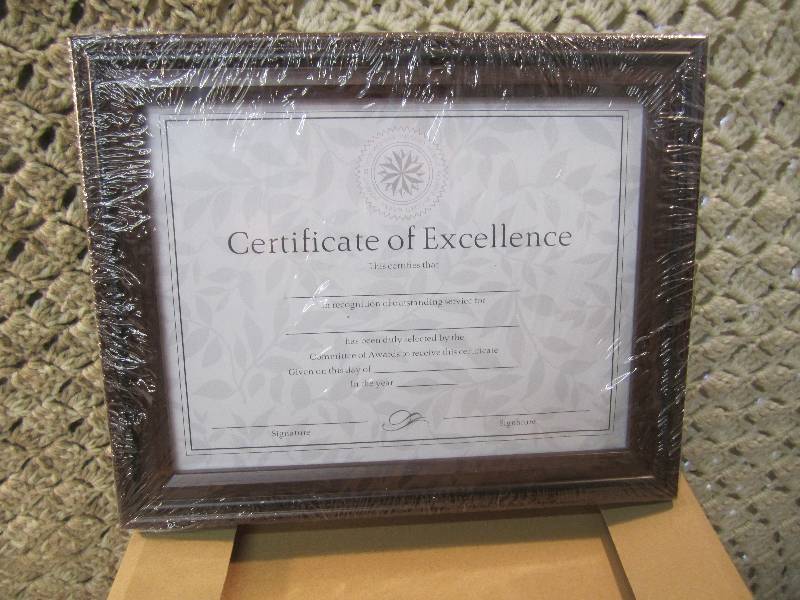 Certificate of Excellence
This certifies that
in recognition of outstanding service for
has been duly selected by the
Committee of Awards to receive this certificate
Given on this day of
In the year
Signature
Signature